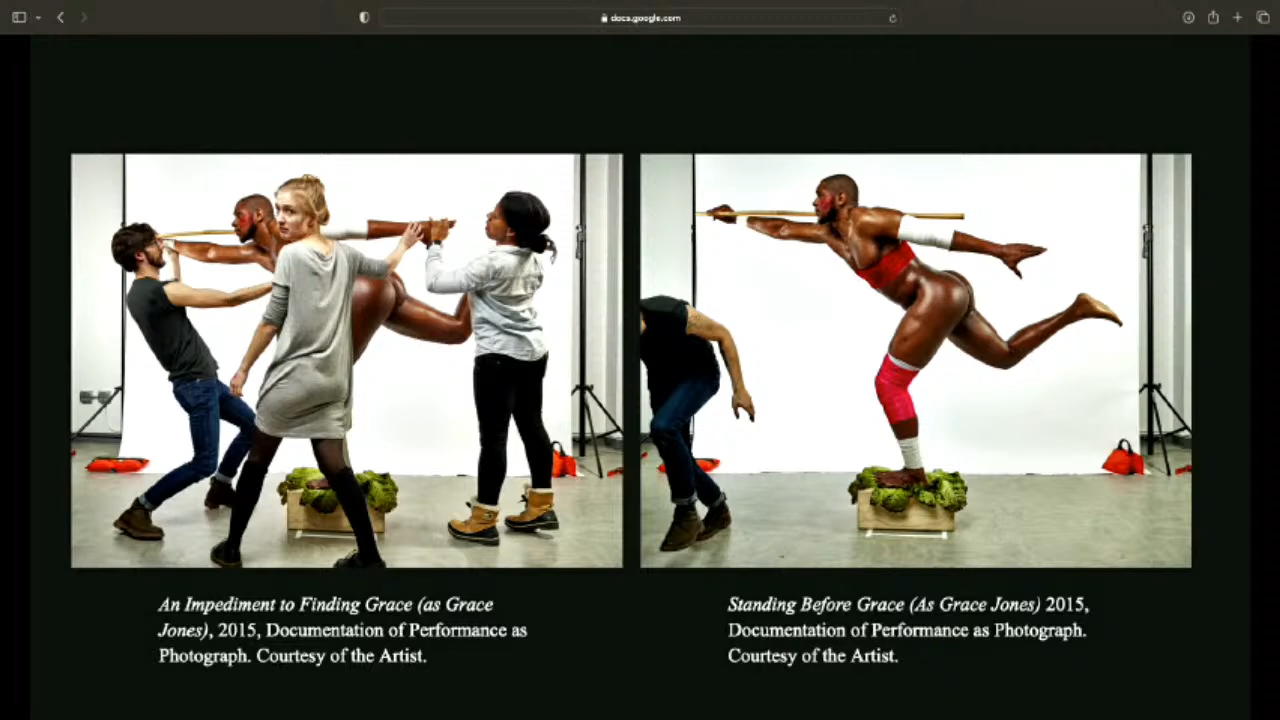 docs.google.com
An Impediment to Finding Grace (as Grace
Jones), 2015, Documentation of Performance as
Photograph. Courtesy of the Artist.
Standing Before Grace (As Grace Jones) 2015,
Documentation of Performance as Photograph.
Courtesy of the Artist.